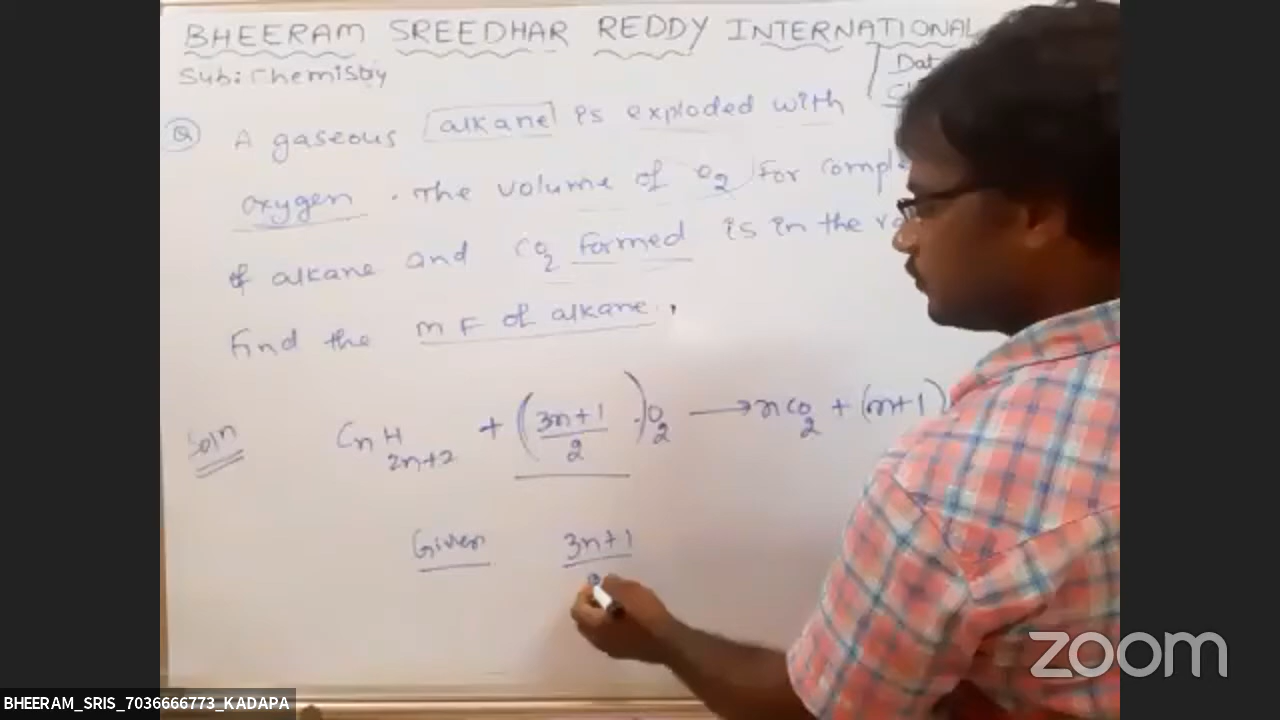 BHEERAM SREEDHAR REDDY INTERNATIONAL
Sub: Chemistry
Dat
Q A gaseous alkane is exploded with
oxygen. The volume of O2 for compl
of alkane and CO2 formed is in the
Find the MF of alkane.
Soln CnH2n+2 + (3n+1/2)O2 → nCO2 + (n+1)
Given 3n+1
zoom
BHEERAM_SRIS_7036666773_KADAPA